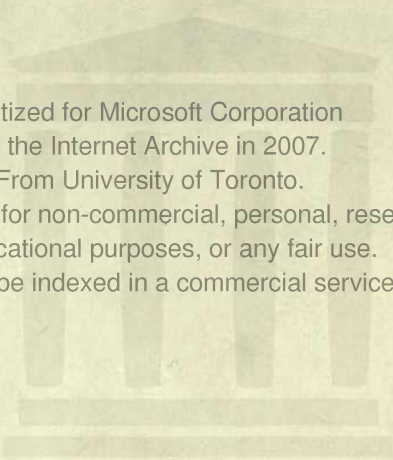 tized for Microsoft Corporation
the Internet Archive in 2007.
From University of Toronto.
for non-commercial, personal, rese
cational purposes, or any fair use.
be indexed in a commercial service